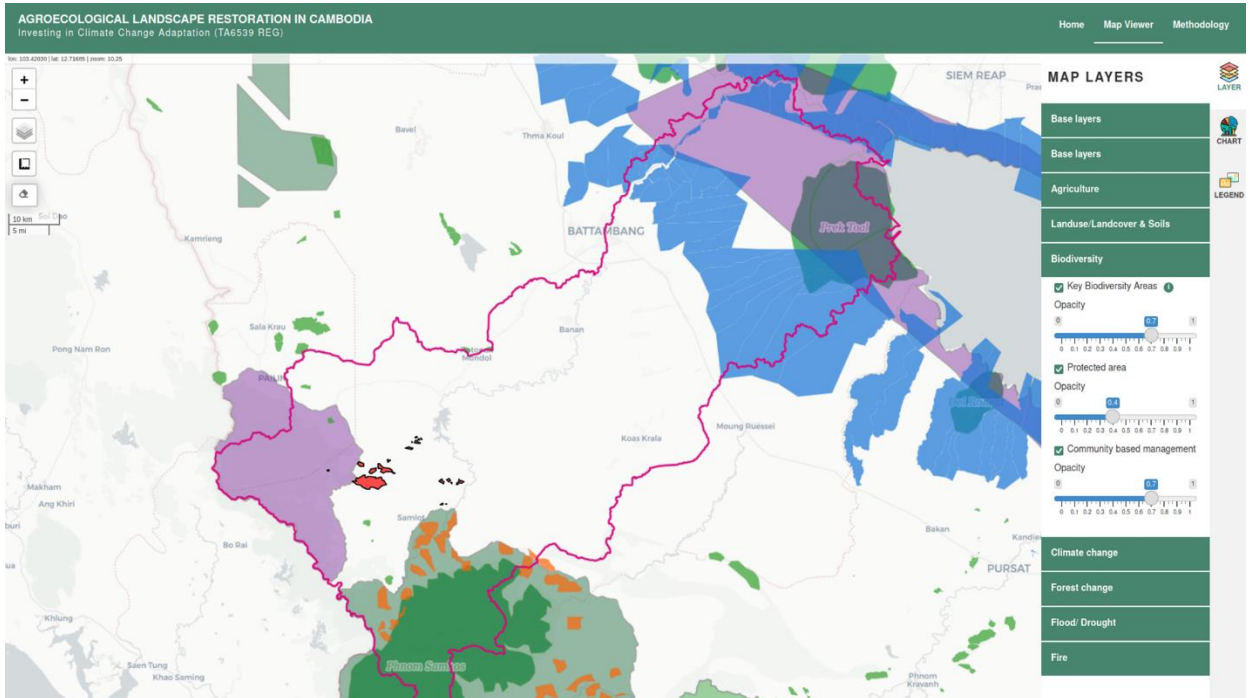 AGROECOLOGICAL LANDSCAPE RESTORATION IN CAMBODIA
Investing in Climate Change Adaptation (TA6539 REG)
Home Map Viewer Methodology
+
−
10 km
5 mi
Soi Dao
Bavel
Thma Koul
SIEM REAP
Kamrieng
BATTAMBANG
Prek Toal
Sala Krau
Banan
Pong Nam Ron
Mondol
Koas Krala
Moung Ruessei
Makham
Ang Khiri
Samlot
Bo Rai
Bakan
PURSAT
Khlung
Saen Tung
Khao Saming
Phnom Samkos
Phnom
Kravanh
MAP LAYERS
Base layers
Base layers
Agriculture
Landuse/Landcover & Soils
Biodiversity
Key Biodiversity Areas
Opacity
0 0.7 1
0 0.1 0.2 0.3 0.4 0.5 0.6 0.7 0.8 0.9 1
Protected area
Opacity
0 0.4 1
0 0.1 0.2 0.3 0.4 0.5 0.6 0.7 0.8 0.9 1
Community based management
Opacity
0 0.7 1
0 0.1 0.2 0.3 0.4 0.5 0.6 0.7 0.8 0.9 1
Climate change
Forest change
Flood/ Drought
Fire
LAYER
CHART
LEGEND